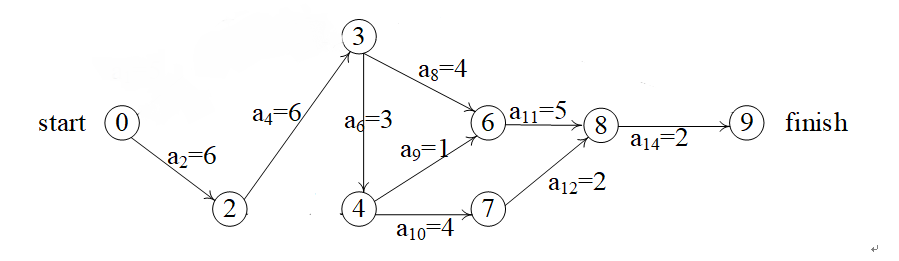 3
a₈=4
start
0
a₄=6
a₆=3
6
a₁₁=5
8
9
finish
a₂=6
a₉=1
a₁₄=2
a₁₂=2
2
4
7
a₁₀=4